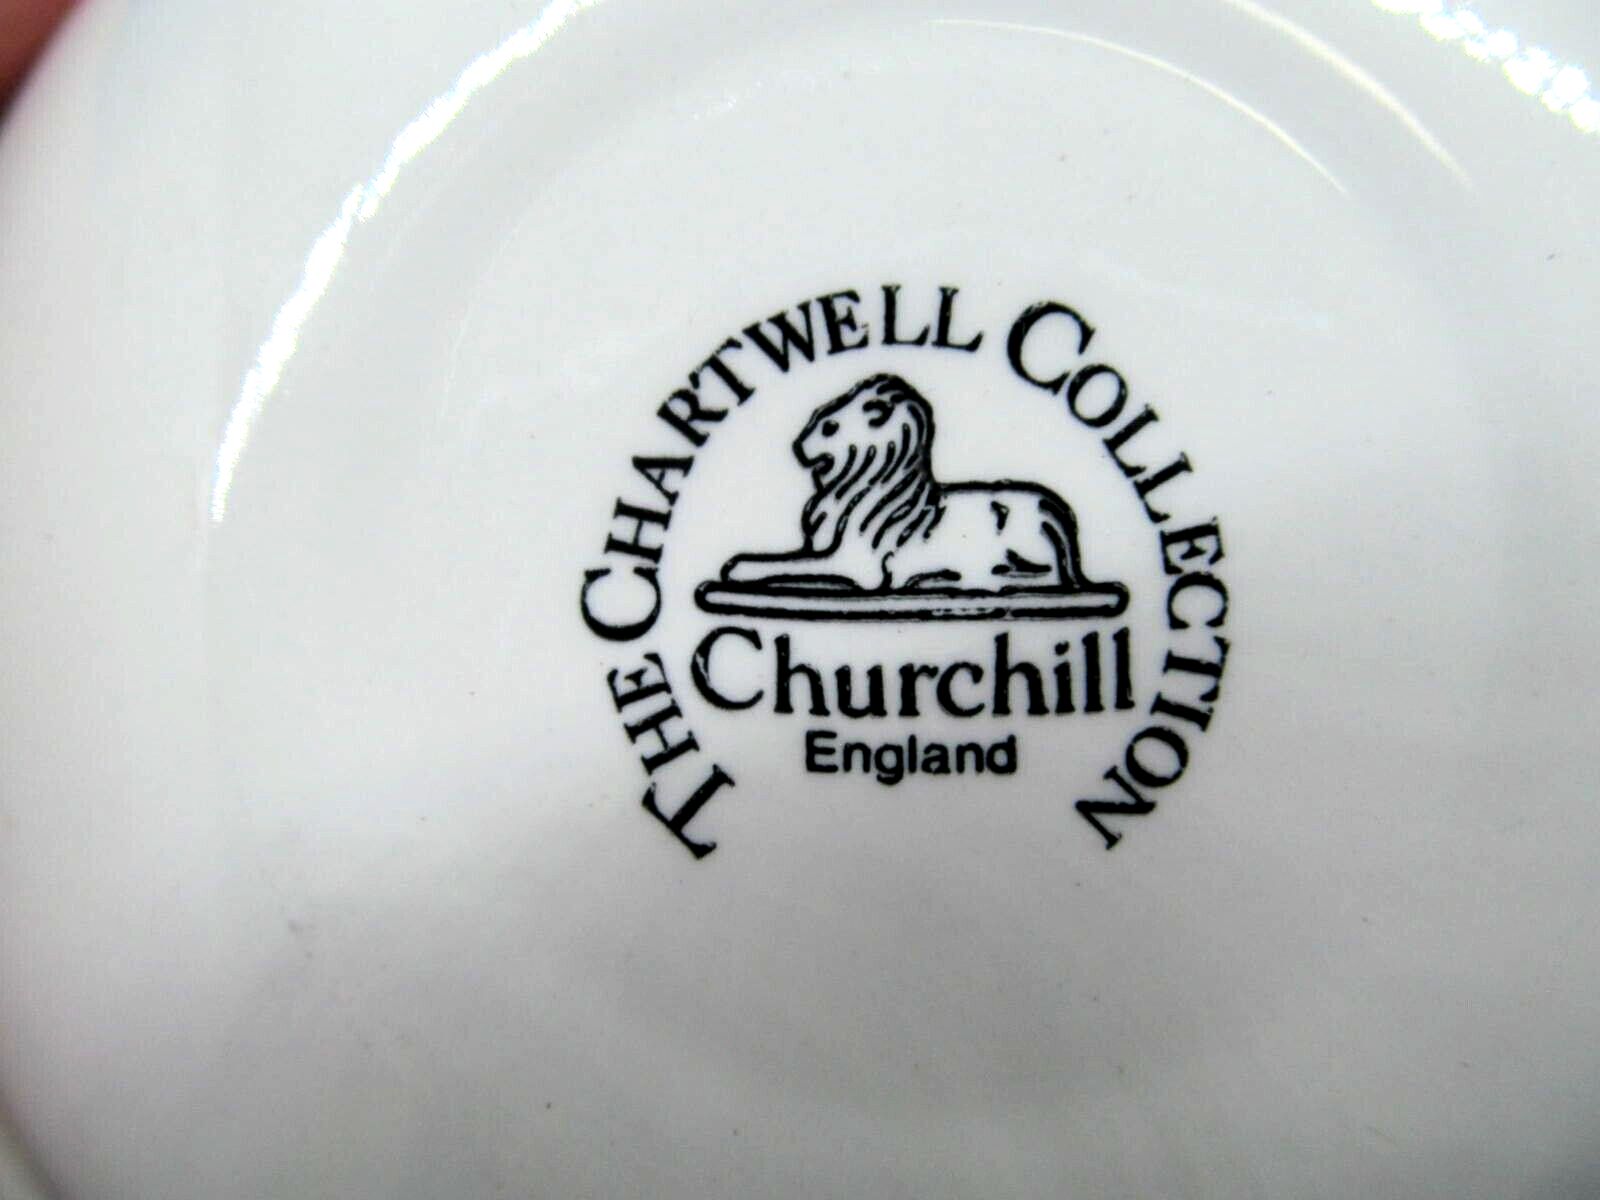 THE CHARTWELL COLLECTION
Churchill
England